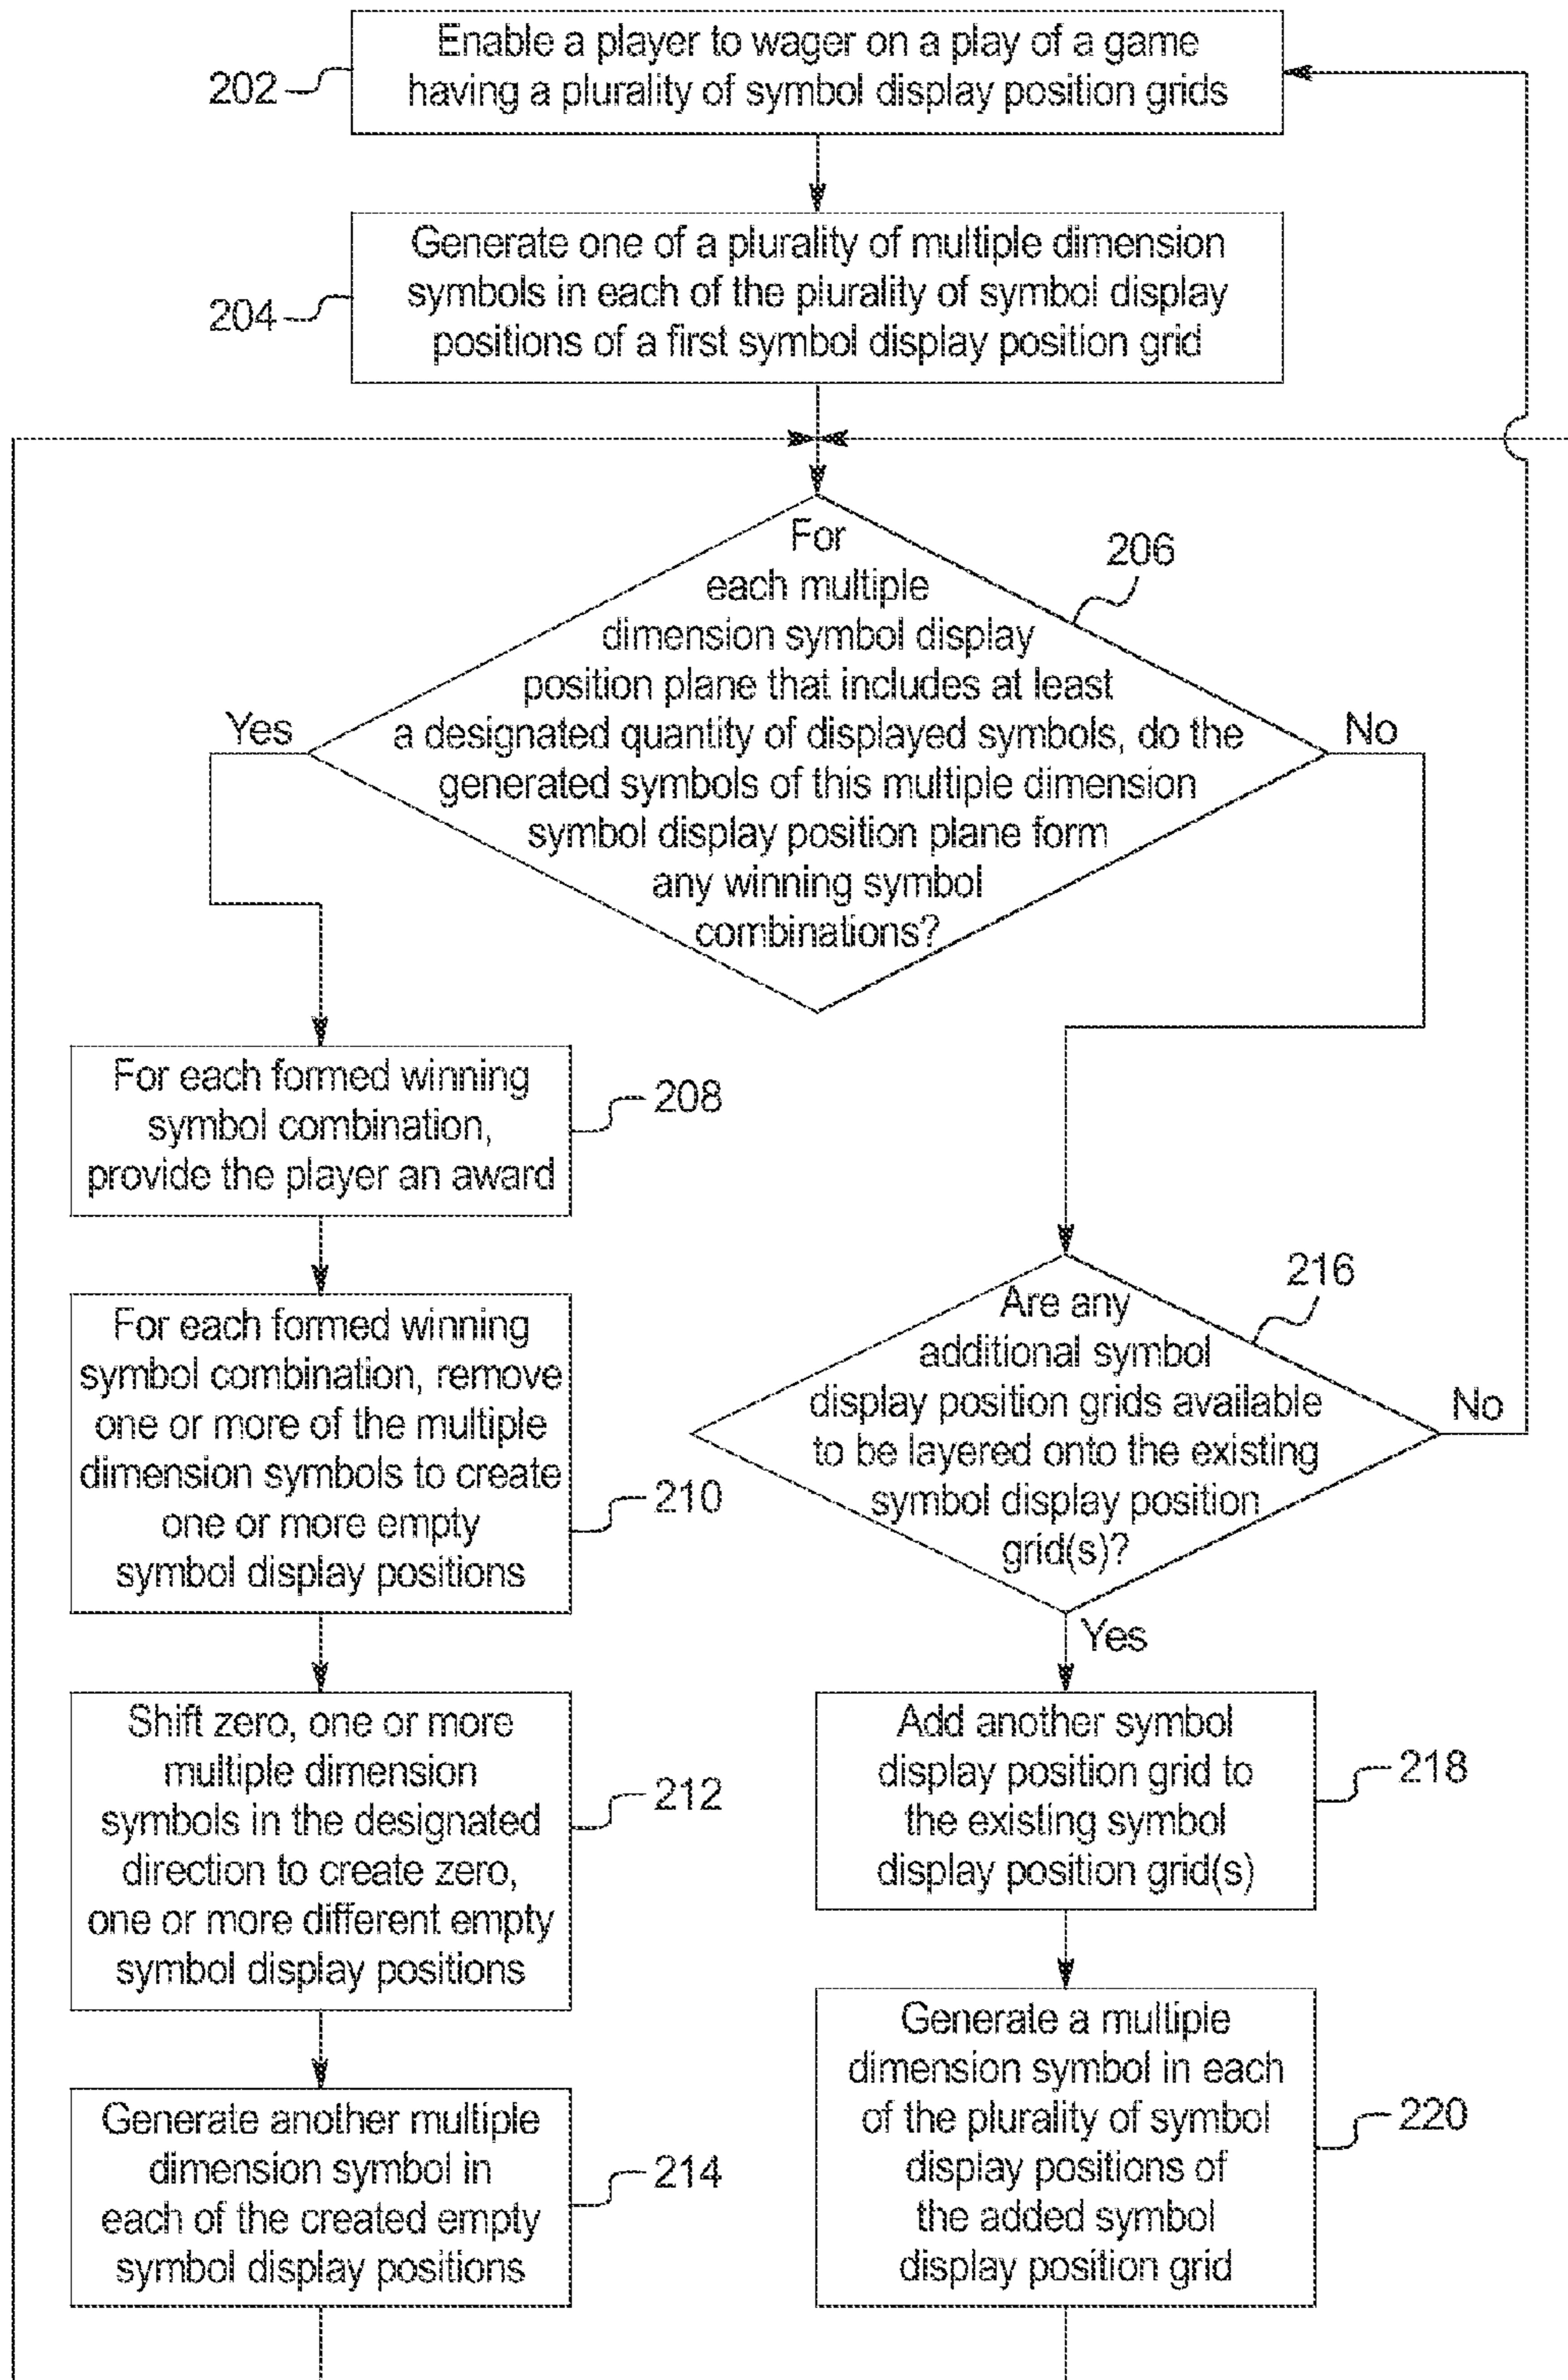 Enable a player to wager on a play of a game
having a plurality of symbol display position grids
202
Generate one of a plurality of multiple dimension
symbols in each of the plurality of symbol display
positions of a first symbol display position grid
204
For
each multiple
dimension symbol display
position plane that includes at least
a designated quantity of displayed symbols, do the
generated symbols of this multiple dimension
symbol display position plane form
any winning symbol
combinations?
206
Yes
No
For each formed winning
symbol combination,
provide the player an award
208
For each formed winning
symbol combination, remove
one or more of the multiple
dimension symbols to create
one or more empty
symbol display positions
210
Shift zero, one or more
multiple dimension
symbols in the designated
direction to create zero,
one or more different empty
symbol display positions
212
Generate another multiple
dimension symbol in
each of the created empty
symbol display positions
214
Are any
additional symbol
display position grids available
to be layered onto the existing
symbol display position
grid(s)?
216
No
Yes
Add another symbol
display position grid to
the existing symbol
display position grid(s)
218
Generate a multiple
dimension symbol in each
of the plurality of symbol
display positions of
the added symbol
display position grid
220